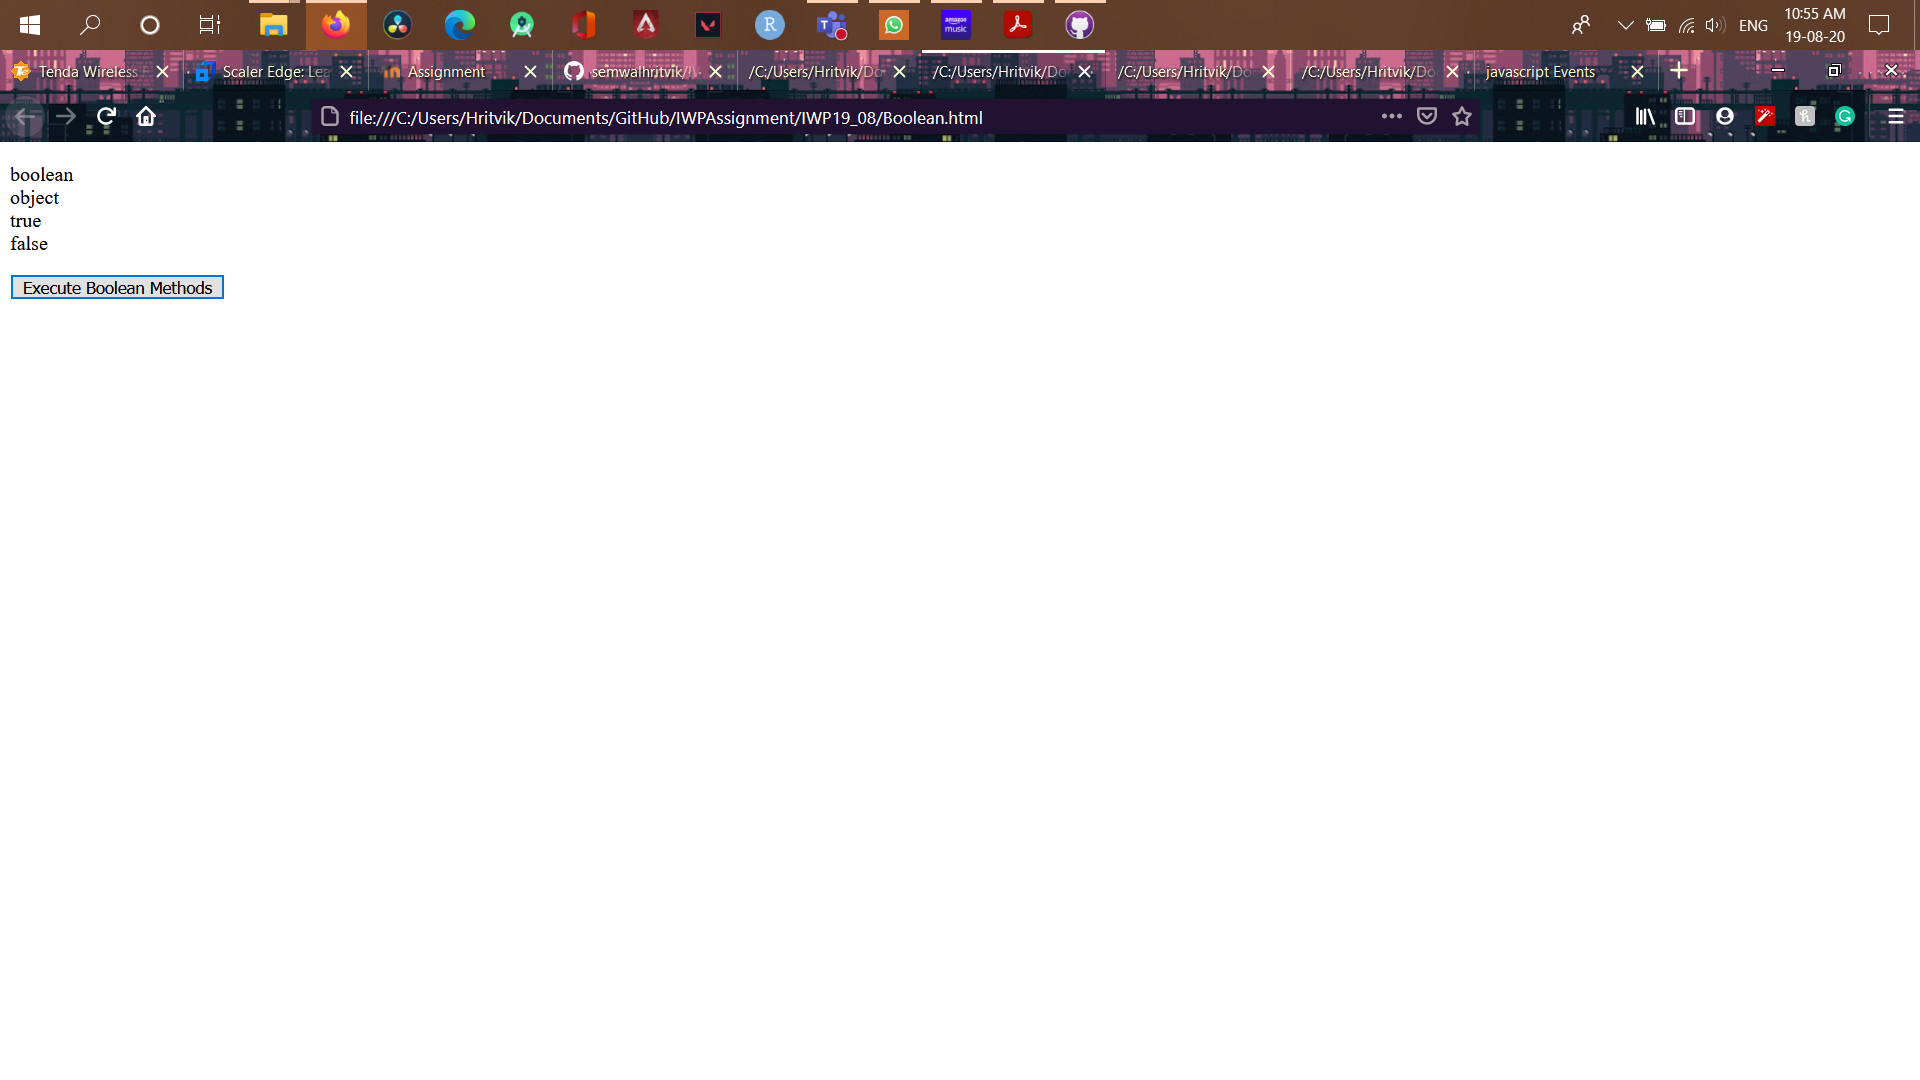 ENG
10:55 AM
19-08-20
Tenda Wireless
Scaler Edge: Lea
Assignment
semwalhritvik/
/C:/Users/Hritvik/Do
/C:/Users/Hritvik/Do
/C:/Users/Hritvik/Do
/C:/Users/Hritvik/Do
javascript Events
file:///C:/Users/Hritvik/Documents/GitHub/IWPAssignment/IWP19_08/Boolean.html
boolean
object
true
false
Execute Boolean Methods
amazon
music
R